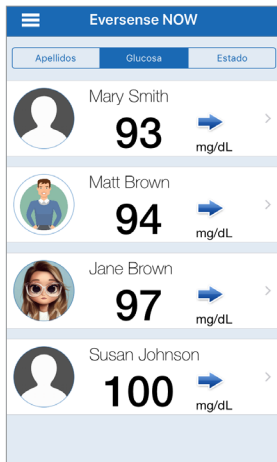 Eversense NOW
Apellidos Glucosa Estado
Mary Smith
93
mg/dL
Matt Brown
94
mg/dL
Jane Brown
97
mg/dL
Susan Johnson
100
mg/dL